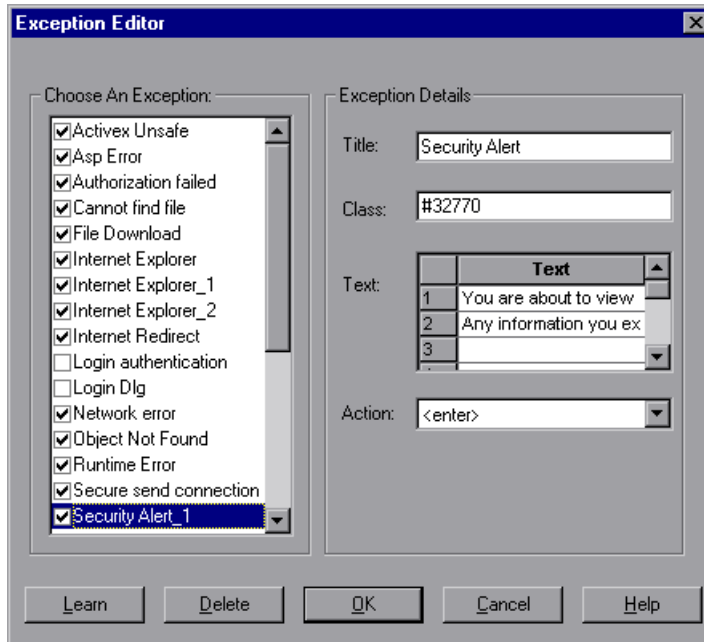 Exception Editor
Choose An Exception:
Activex Unsafe
Asp Error
Authorization failed
Cannot find file
File Download
Internet Explorer
Internet Explorer_1
Internet Explorer_2
Internet Redirect
Login authentication
Login Dlg
Network error
Object Not Found
Runtime Error
Secure send connection
Security Alert_1
Exception Details
Title: Security Alert
Class: #32770
Text:
Text
1 You are about to view
2 Any information you ex
3
Action: <enter>
Learn Delete OK Cancel Help